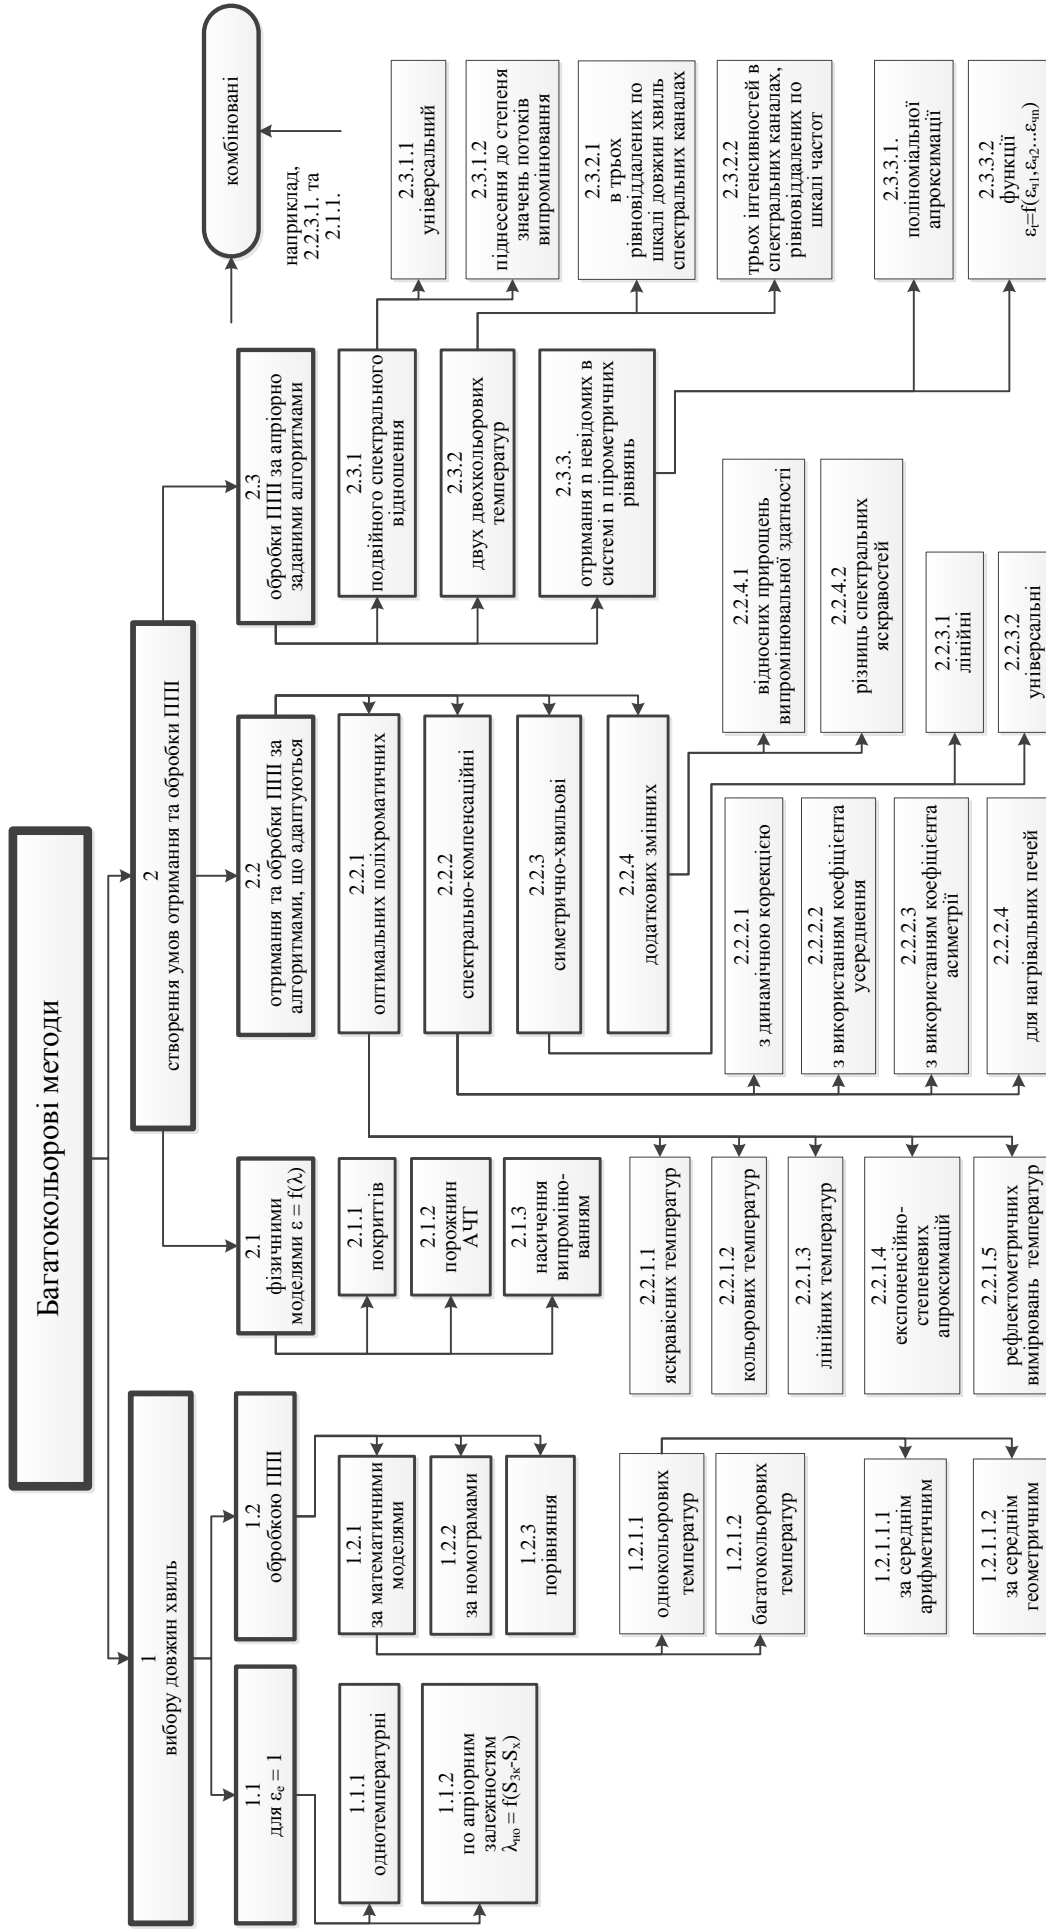 Багатокольорові методи
1
вибору довжин хвиль
1.1
для εₑ = 1
1.1.1
однотемпературні
1.1.2
по апріорним
залежностям
λно = f(S3к-Sх)
1.2
обробкою ППІ
1.2.1
за математичними
моделями
1.2.2
за номограмами
1.2.3
порівняння
1.2.1.1
однокольорових
температур
1.2.1.2
багатокольорових
температур
1.2.1.1.1
за середнім
арифметичним
1.2.1.1.2
за середнім
геометричним
2
створення умов отримання та обробки ППІ
2.1
фізичними
моделями ε = f(λ)
2.1.1
покриттів
2.1.2
порожнин
АЧТ
2.1.3
насичення
випроміню-
ванням
2.2
отримання та обробки ППІ за
алгоритмами, що адаптуються
2.2.1
оптимальних поліхроматичних
2.2.2
спектрально-компенсаційні
2.2.3
симетрично-хвильові
2.2.4
додаткових змінних
2.2.1.1
яскравісних температур
2.2.1.2
кольорових температур
2.2.1.3
лінійних температур
2.2.1.4
експоненсійно-
степеневих
апроксимацій
2.2.1.5
рефлектометричних
вимірювань температур
2.2.2.1
з динамічною корекцією
2.2.2.2
з використанням коефіцієнта
усереднення
2.2.2.3
з використанням коефіцієнта
асиметрії
2.2.2.4
для нагрівальних печей
2.2.4.1
відносних прирощень
випромінювальної здатності
2.2.4.2
різниць спектральних
яскравостей
2.2.3.1
лінійні
2.2.3.2
універсальні
2.3
обробки ППІ за апріорно
заданими алгоритмами
2.3.1
подвійного спектрального
відношення
2.3.2
двух двохкольорових
температур
2.3.3.
отримання n невідомих в
системі n пірометричних
рівнянь
2.3.1.1
універсальний
2.3.1.2
піднесення до степеня
значень потоків
випромінювання
2.3.2.1
в трьох
рівновіддалених по
шкалі довжин хвиль
спектральних каналах
2.3.2.2
трьох інтенсивностей в
спектральних каналах,
рівновіддалених по
шкалі частот
2.3.3.1.
поліноміальної
апроксимації
2.3.3.2
функції
εᵢ=f(εч1,εч2...εчn)
комбіновані
наприклад,
2.2.3.1. та
2.1.1.